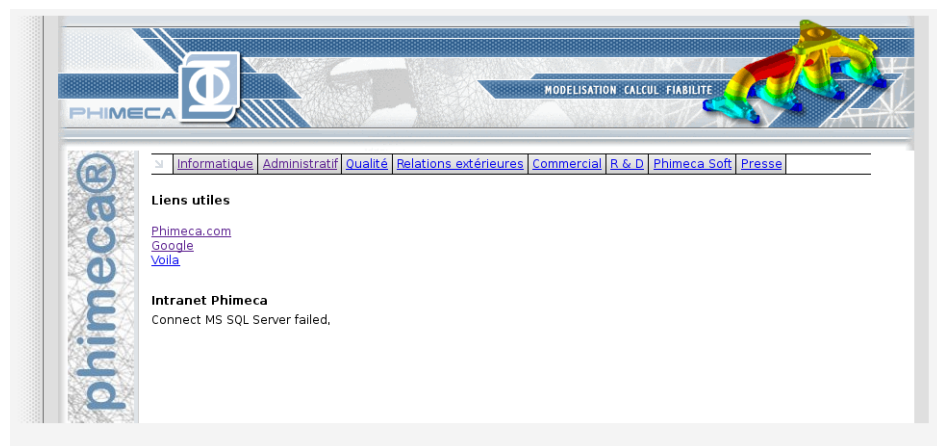 PHIMECA
MODELISATION CALCUL FIABILITE
phimeca®
Informatique Administratif Qualité Relations extérieures Commercial R & D Phimeca Soft Presse
Liens utiles
Phimeca.com
Google
Voila
Intranet Phimeca
Connect MS SQL Server failed,